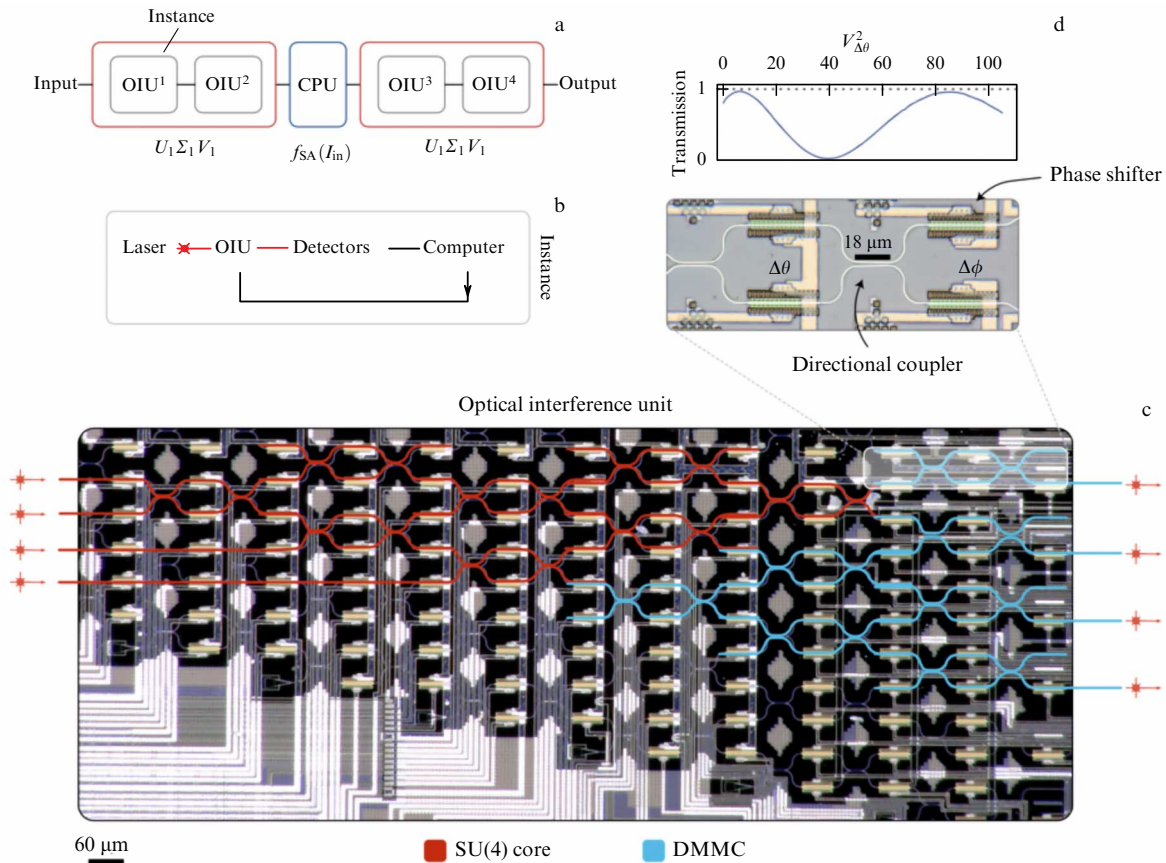 Instance
a
Input
OIU¹
OIU²
CPU
OIU³
OIU⁴
Output
U₁Σ₁V₁
f_SA(I_in)
U₁Σ₁V₁
b
Laser
OIU
Detectors
Computer
Instance
d
V²_Δθ
0 20 40 60 80 100
Transmission
1
0
Phase shifter
18 μm
Δθ
Δϕ
Directional coupler
c
Optical interference unit
60 μm
SU(4) core
DMMC